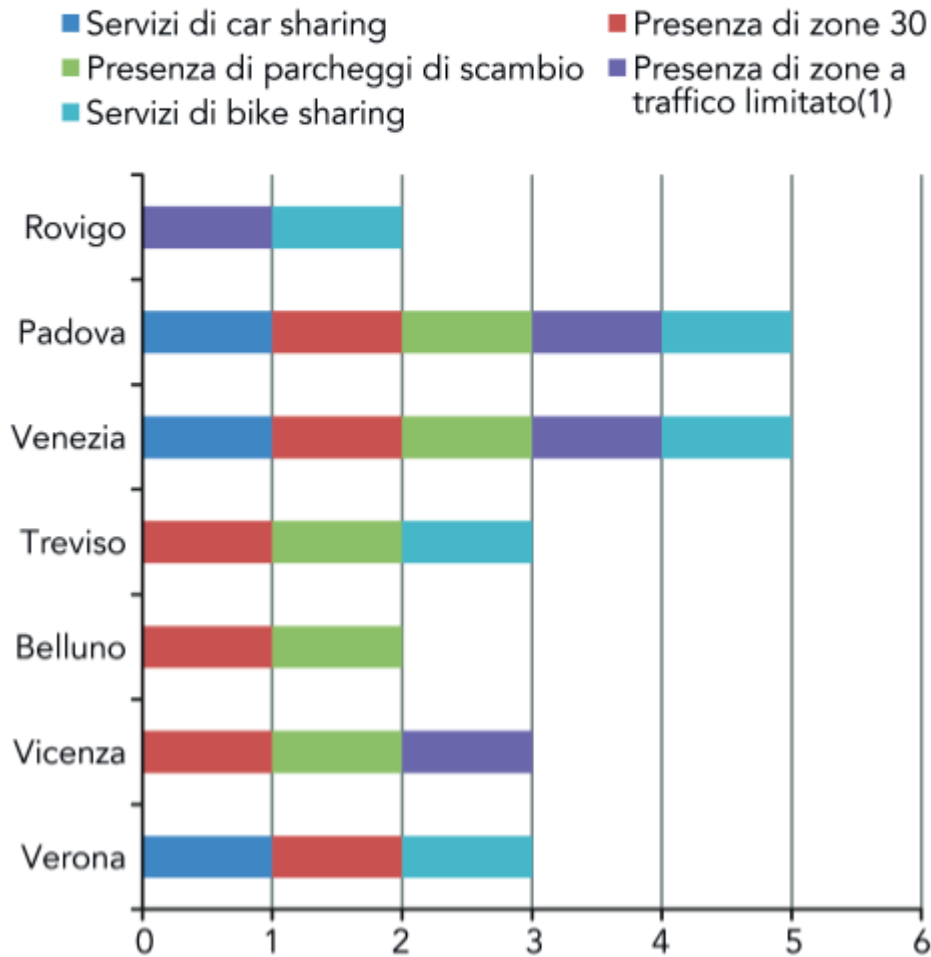 Servizi di car sharing
Presenza di parcheggi di scambio
Servizi di bike sharing
Presenza di zone 30
Presenza di zone a
traffico limitato(1)
Rovigo
Padova
Venezia
Treviso
Belluno
Vicenza
Verona
0 1 2 3 4 5 6